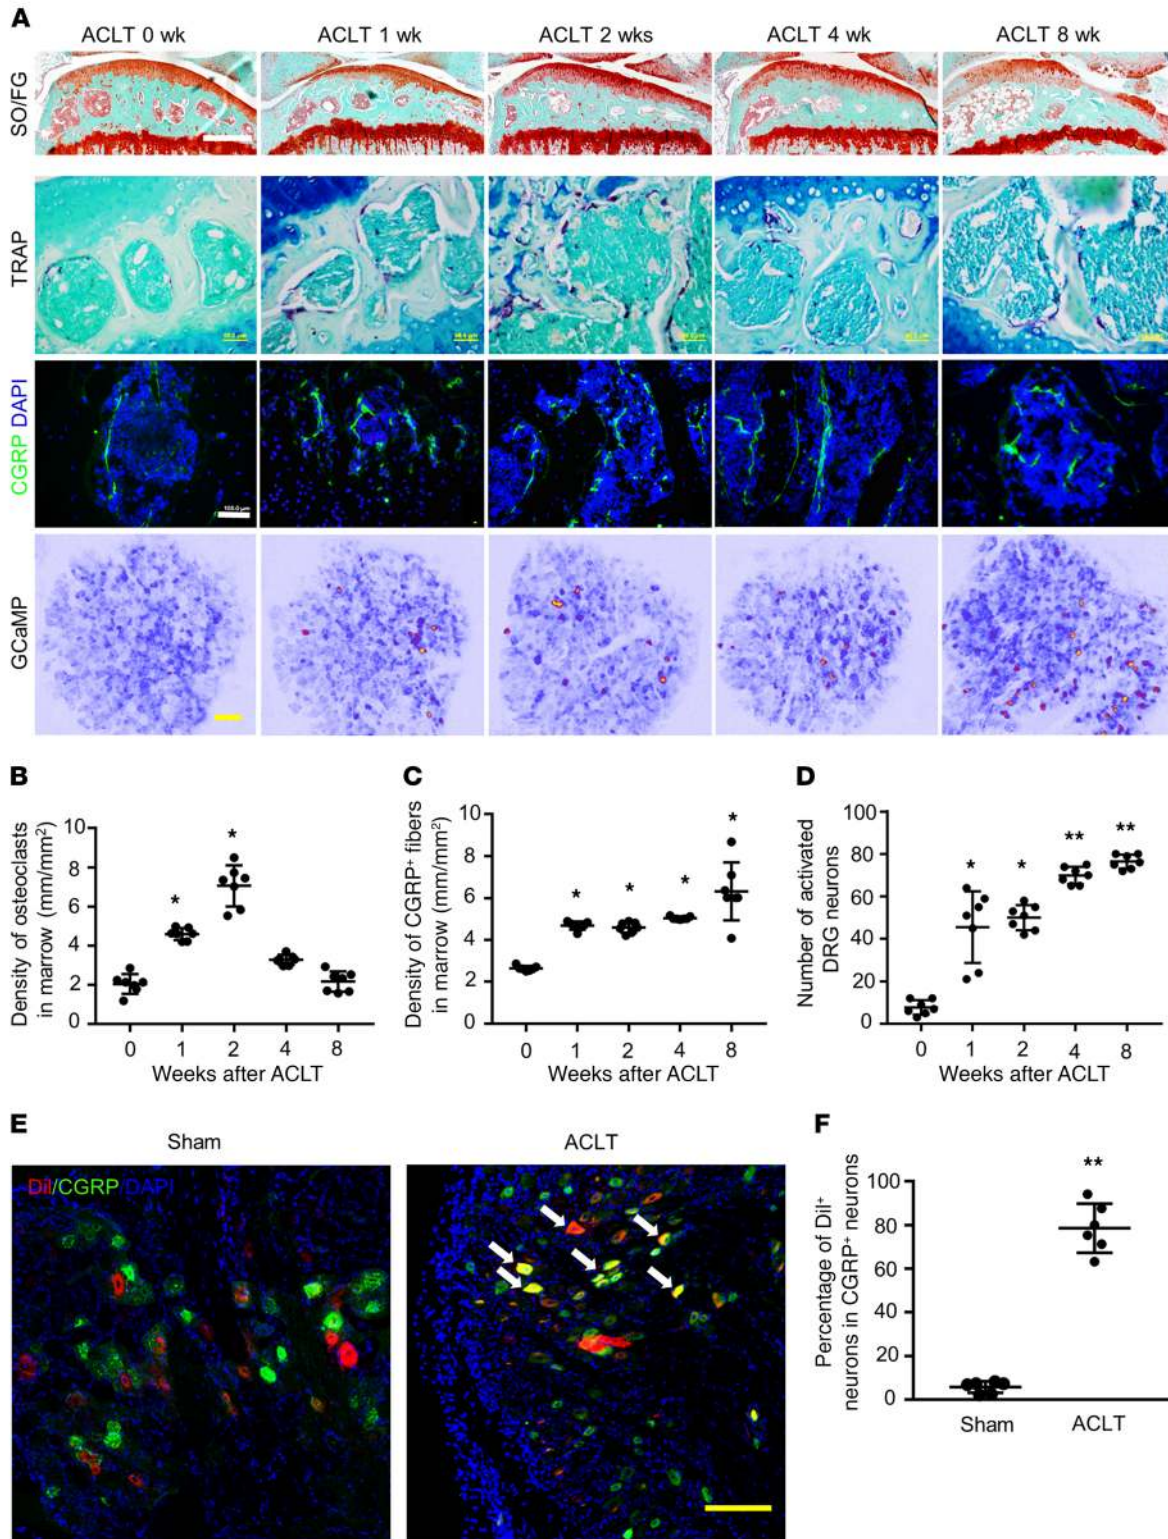 A
ACLT 0 wk ACLT 1 wk ACLT 2 wks ACLT 4 wk ACLT 8 wk
SO/FG
TRAP
CGRP DAPI
100.0 µm
GCaMP
B
Density of osteoclasts
in marrow (mm/mm²)
10
8
6
4
2
0
* *
0 1 2 4 8
Weeks after ACLT
C
Density of CGRP⁺ fibers
in marrow (mm/mm²)
10
8
6
4
2
0
* * * *
0 1 2 4 8
Weeks after ACLT
D
Number of activated
DRG neurons
100
80
60
40
20
0
* * ** **
0 1 2 4 8
Weeks after ACLT
E
Sham ACLT
DiI/CGRP/DAPI
F
Percentage of DiI⁺
neurons in CGRP⁺ neurons
100
80
60
40
20
0
**
Sham ACLT